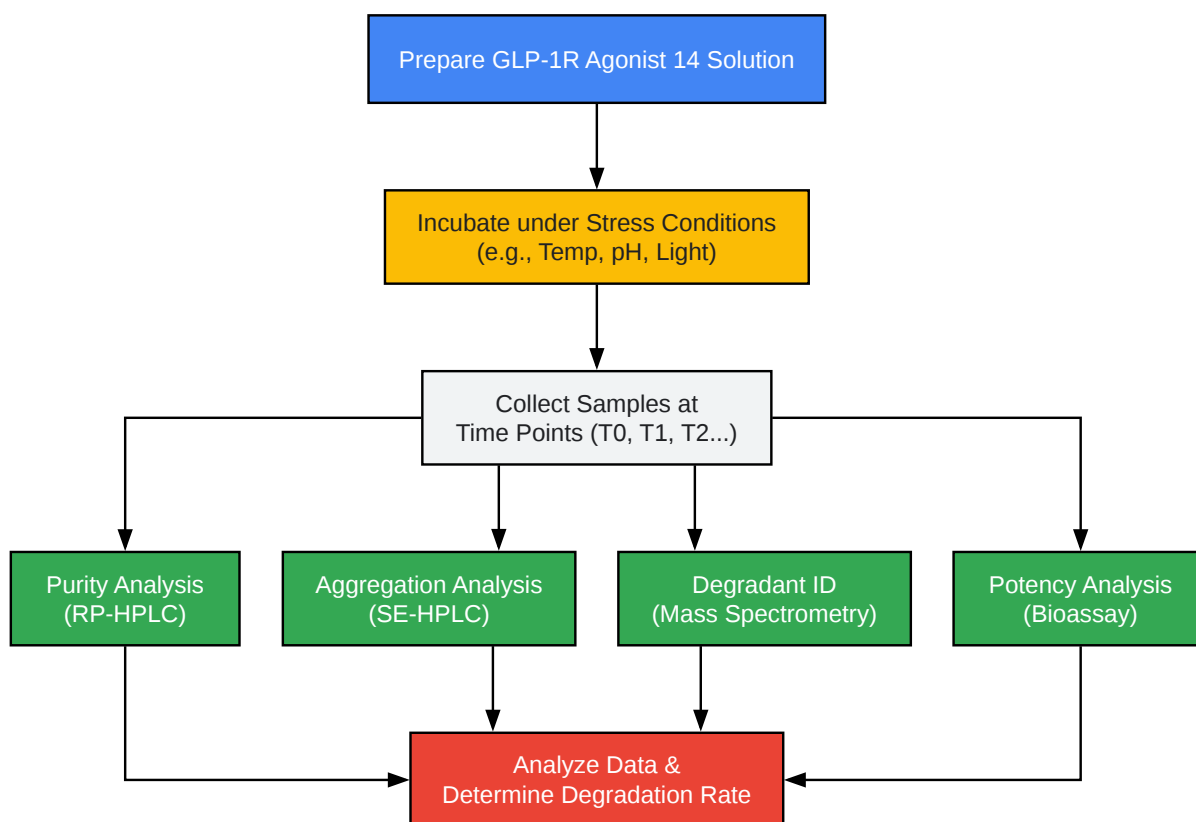 Prepare GLP-1R Agonist 14 Solution
Incubate under Stress Conditions
(e.g., Temp, pH, Light)
Collect Samples at
Time Points (T0, T1, T2...)
Purity Analysis
(RP-HPLC)
Aggregation Analysis
(SE-HPLC)
Degradant ID
(Mass Spectrometry)
Potency Analysis
(Bioassay)
Analyze Data &
Determine Degradation Rate